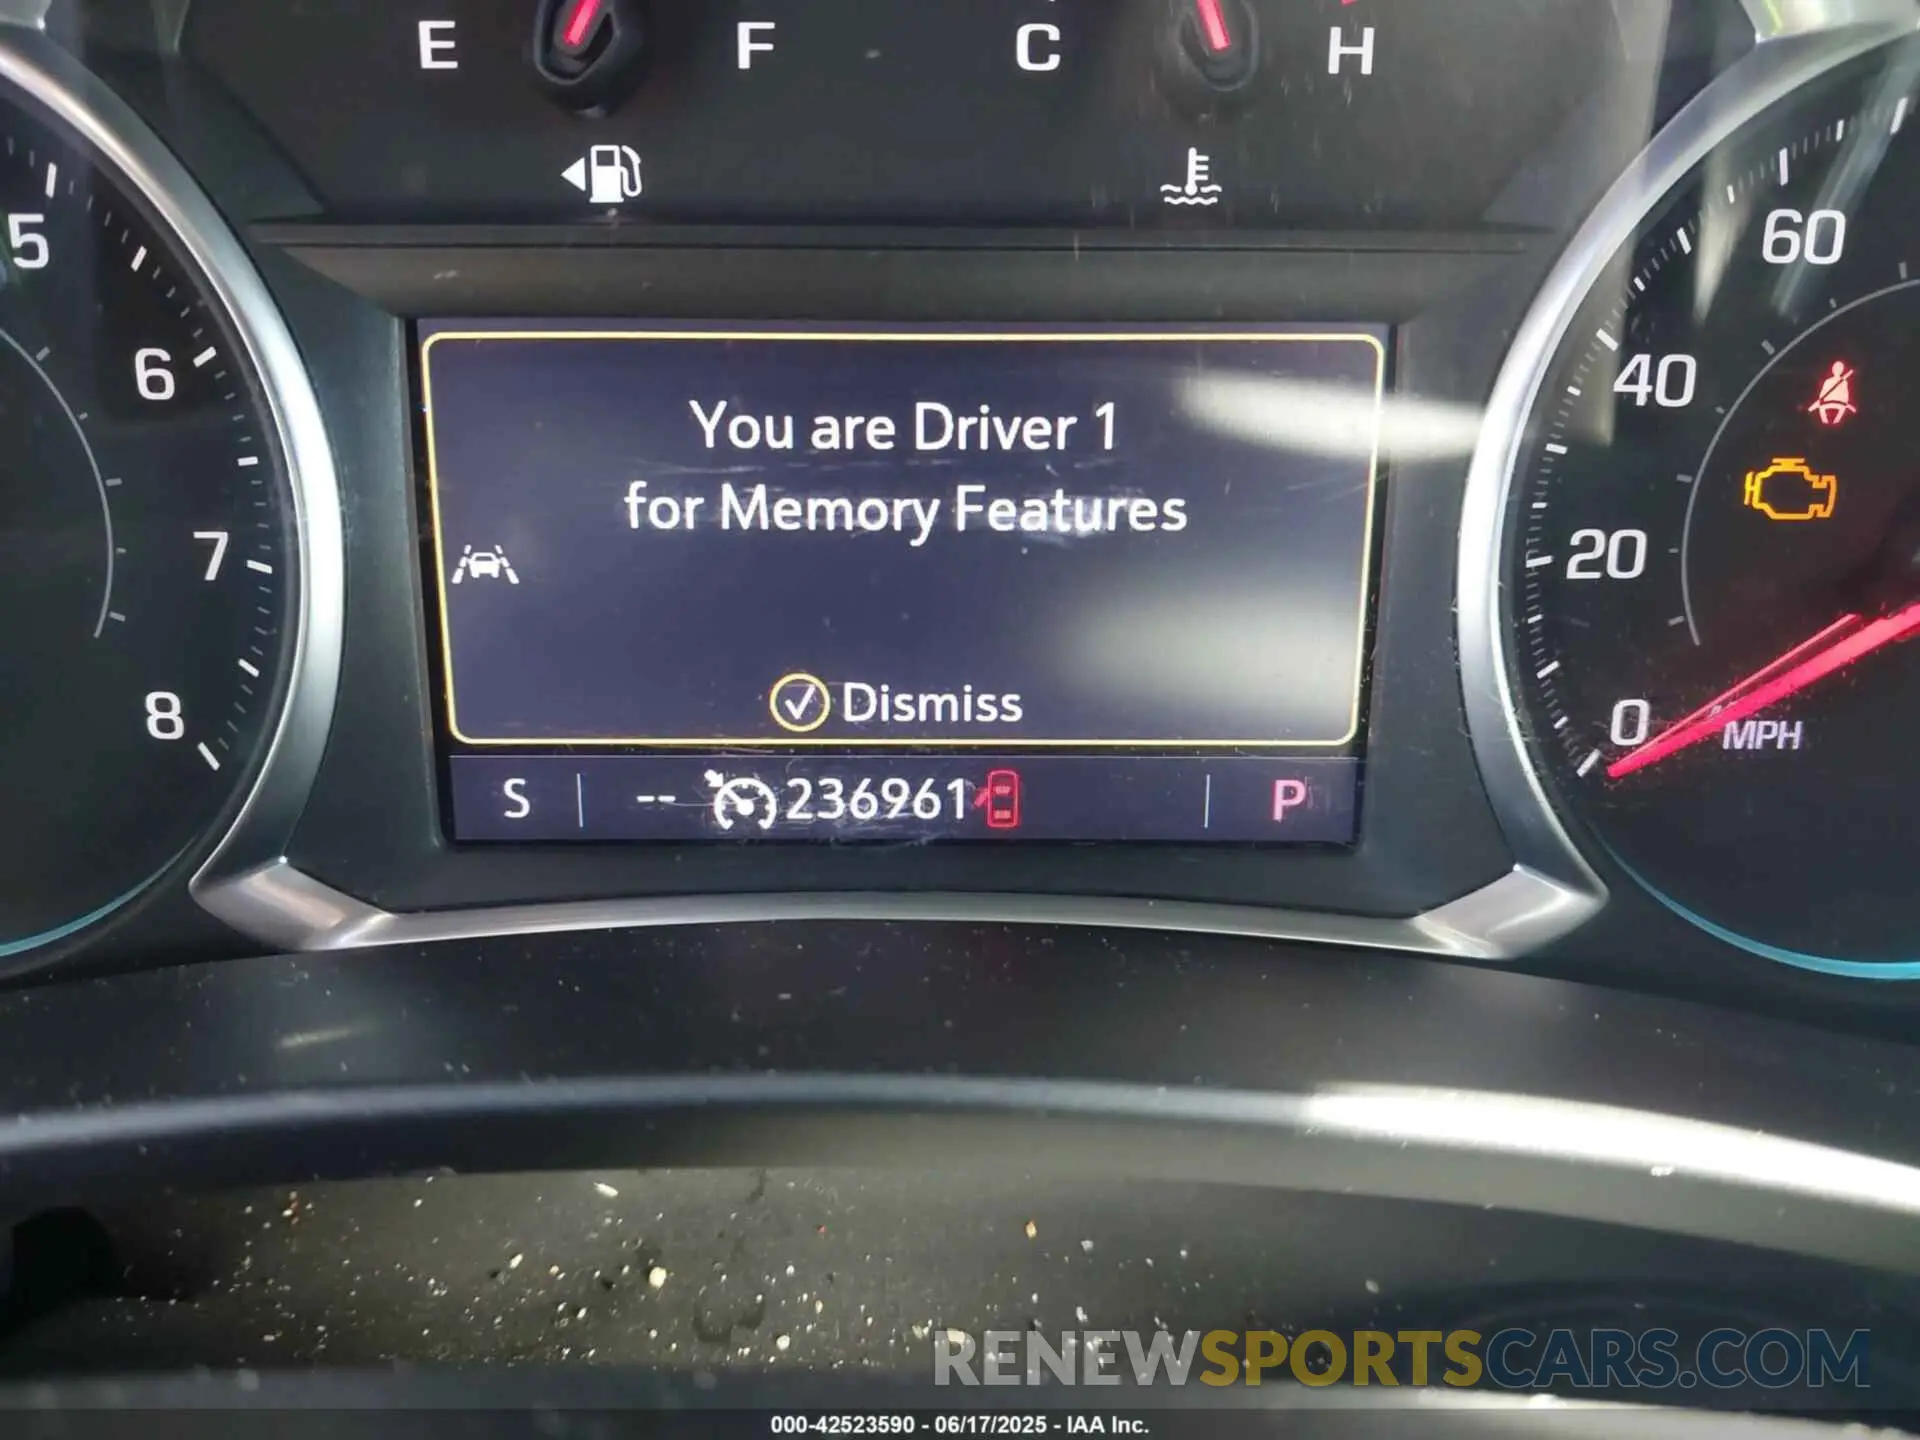 E F C H
5
6
7
8
60
40
20
0
MPH
You are Driver 1
for Memory Features
Dismiss
S -- 236961 P
RENEWSPORTSCARS.COM
000-42523590 - 06/17/2025 - IAA Inc.